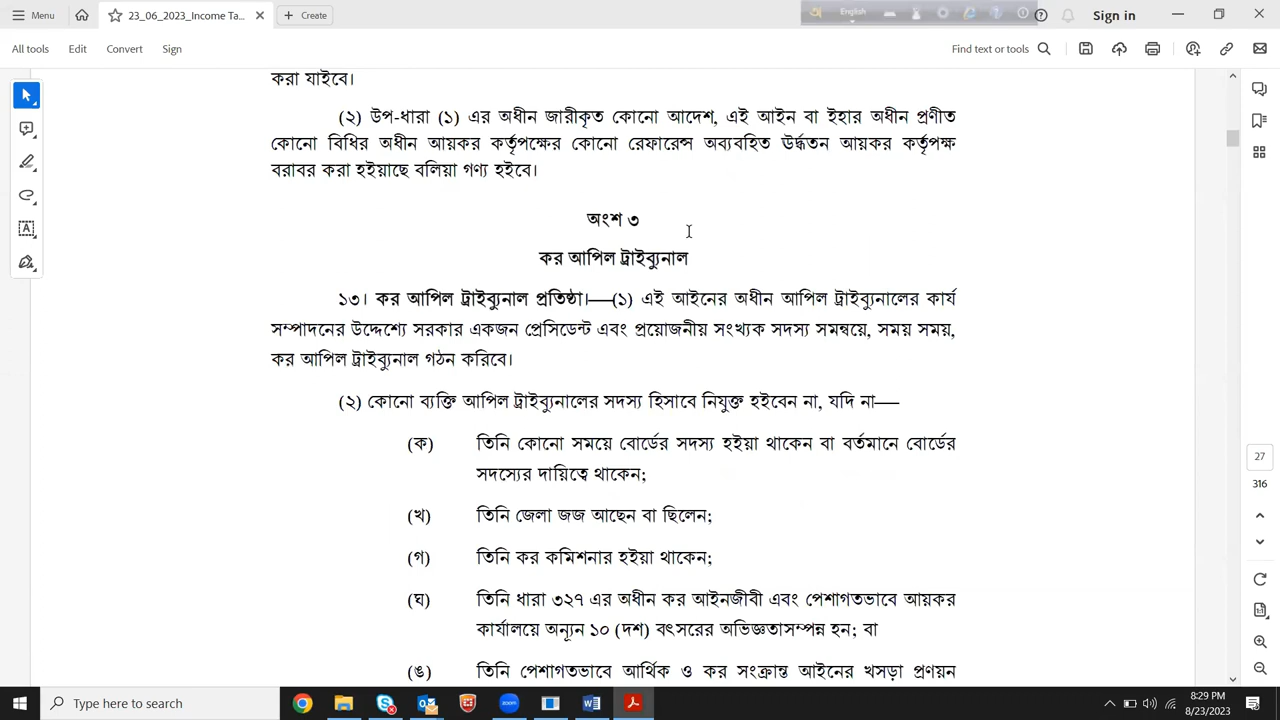 Menu
23_06_2023_Income Ta...
Create
English
Sign in
All tools
Edit
Convert
Sign
Find text or tools
করা যাইবে।
(২) উপ-ধারা (১) এর অধীন জারীকৃত কোনো আদেশ, এই আইন বা ইহার অধীন প্রণীত
কোনো বিধির অধীন আয়কর কর্তৃপক্ষের কোনো রেফারেন্স অব্যবহিত ঊর্ধ্বতন আয়কর কর্তৃপক্ষ
বরাবর করা হইয়াছে বলিয়া গণ্য হইবে।
অংশ ৩
কর আপিল ট্রাইব্যুনাল
১৩। কর আপিল ট্রাইব্যুনাল প্রতিষ্ঠা।—(১) এই আইনের অধীন আপিল ট্রাইব্যুনালের কার্য
সম্পাদনের উদ্দেশ্যে সরকার একজন প্রেসিডেন্ট এবং প্রয়োজনীয় সংখ্যক সদস্য সমন্বয়ে, সময় সময়,
কর আপিল ট্রাইব্যুনাল গঠন করিবে।
(২) কোনো ব্যক্তি আপিল ট্রাইব্যুনালের সদস্য হিসাবে নিযুক্ত হইবেন না, যদি না—
(ক) তিনি কোনো সময়ে বোর্ডের সদস্য হইয়া থাকেন বা বর্তমানে বোর্ডের
সদস্যের দায়িত্বে থাকেন;
(খ) তিনি জেলা জজ আছেন বা ছিলেন;
(গ) তিনি কর কমিশনার হইয়া থাকেন;
(ঘ) তিনি ধারা ৩২৭ এর অধীন কর আইনজীবী এবং পেশাগতভাবে আয়কর
কার্যালয়ে অন্যূন ১০ (দশ) বৎসরের অভিজ্ঞতাসম্পন্ন হন; বা
(ঙ) তিনি পেশাগতভাবে আর্থিক ও কর সংক্রান্ত আইনের খসড়া প্রণয়ন
27
316
Type here to search
zoom
8:29 PM
8/23/2023